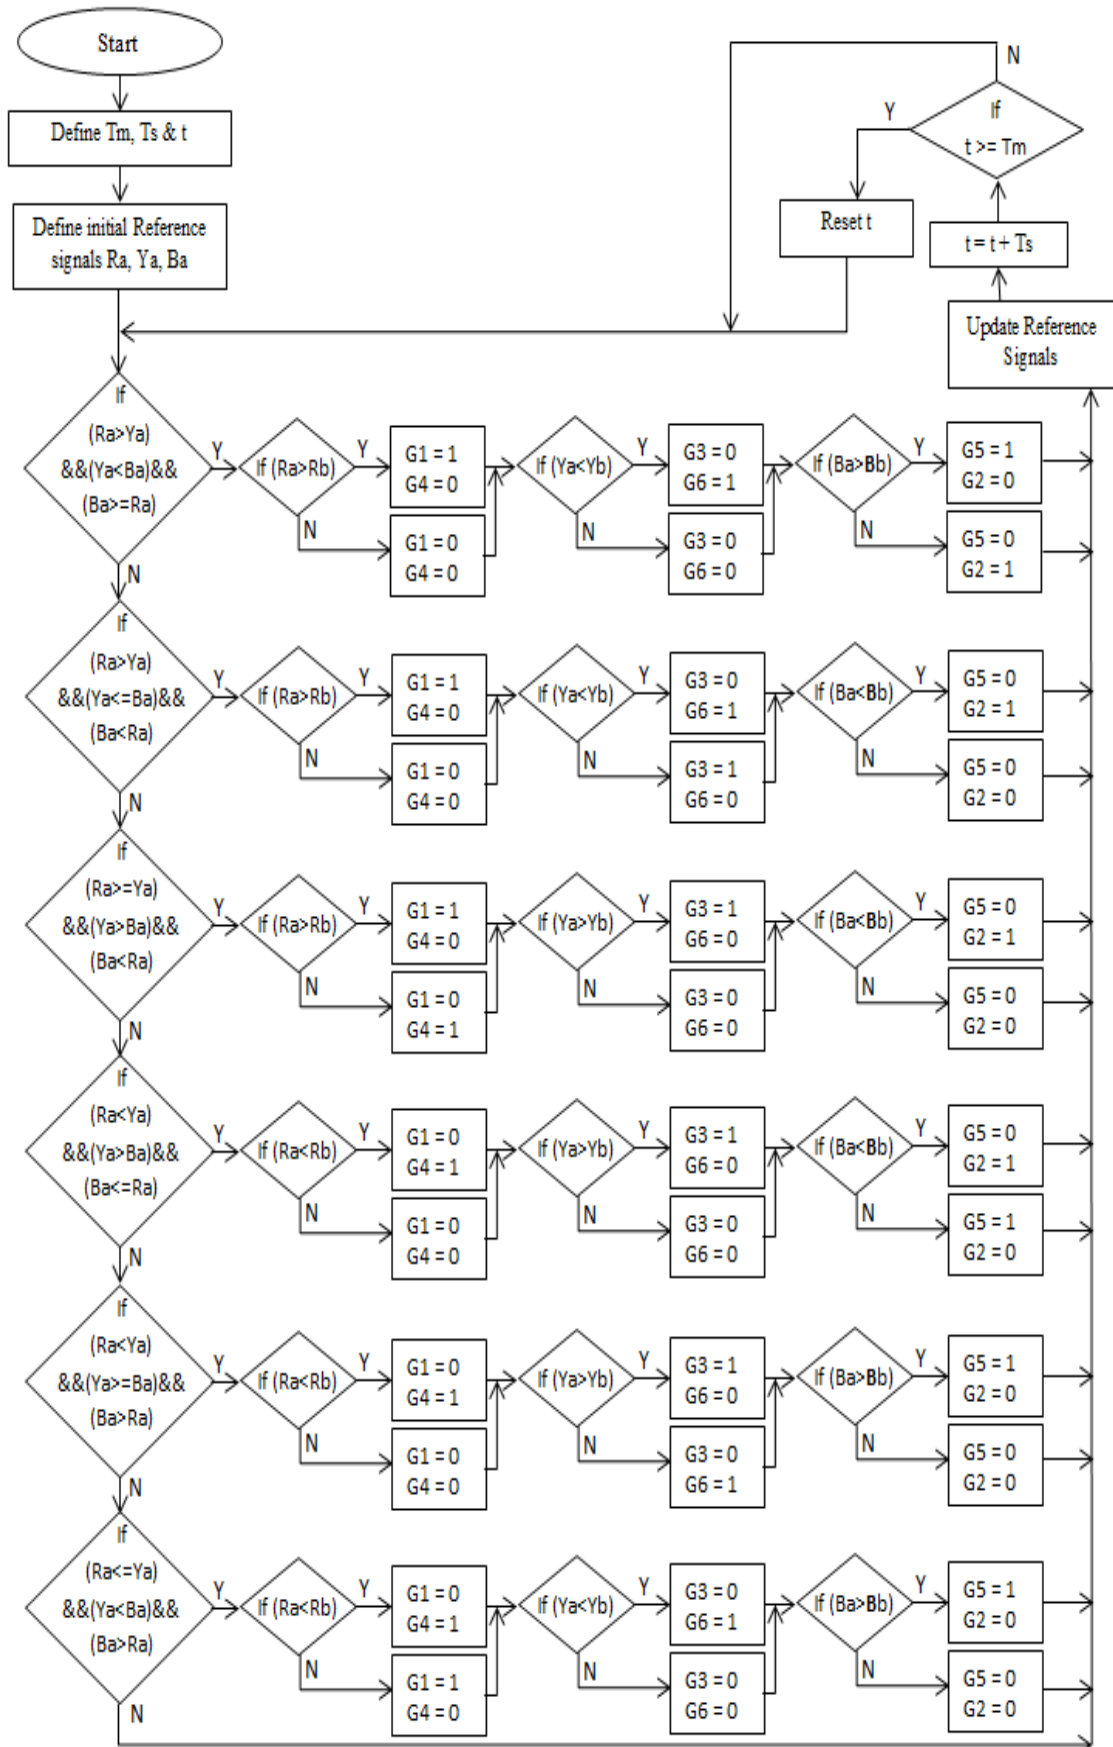 Start
Define Tm, Ts & t
Define initial Reference
signals Ra, Ya, Ba
N
If
t >= Tm
Y
Reset t
t = t + Ts
Update Reference
Signals
If
(Ra>Ya)
&&(Ya<Ba)&&
(Ba>=Ra)
Y
If (Ra>Rb)
Y
G1 = 1
G4 = 0
N
G1 = 0
G4 = 0
If (Ya<Yb)
Y
G3 = 0
G6 = 1
N
G3 = 0
G6 = 0
If (Ba>Bb)
Y
G5 = 1
G2 = 0
N
G5 = 0
G2 = 1
N
If
(Ra>Ya)
&&(Ya<=Ba)&&
(Ba<Ra)
Y
If (Ra>Rb)
Y
G1 = 1
G4 = 0
N
G1 = 0
G4 = 0
If (Ya<Yb)
Y
G3 = 0
G6 = 1
N
G3 = 1
G6 = 0
If (Ba<Bb)
Y
G5 = 0
G2 = 1
N
G5 = 0
G2 = 0
N
If
(Ra>=Ya)
&&(Ya>Ba)&&
(Ba<Ra)
Y
If (Ra>Rb)
Y
G1 = 1
G4 = 0
N
G1 = 0
G4 = 1
If (Ya>Yb)
Y
G3 = 1
G6 = 0
N
G3 = 0
G6 = 0
If (Ba<Bb)
Y
G5 = 0
G2 = 1
N
G5 = 0
G2 = 0
N
If
(Ra<Ya)
&&(Ya>Ba)&&
(Ba<=Ra)
Y
If (Ra<Rb)
Y
G1 = 0
G4 = 1
N
G1 = 0
G4 = 0
If (Ya>Yb)
Y
G3 = 1
G6 = 0
N
G3 = 0
G6 = 0
If (Ba<Bb)
Y
G5 = 0
G2 = 1
N
G5 = 1
G2 = 0
N
If
(Ra<Ya)
&&(Ya>=Ba)&&
(Ba>Ra)
Y
If (Ra<Rb)
Y
G1 = 0
G4 = 1
N
G1 = 0
G4 = 0
If (Ya>Yb)
Y
G3 = 1
G6 = 0
N
G3 = 0
G6 = 1
If (Ba>Bb)
Y
G5 = 1
G2 = 0
N
G5 = 0
G2 = 0
N
If
(Ra<=Ya)
&&(Ya<Ba)&&
(Ba>Ra)
Y
If (Ra<Rb)
Y
G1 = 0
G4 = 1
N
G1 = 1
G4 = 0
If (Ya<Yb)
Y
G3 = 0
G6 = 1
N
G3 = 0
G6 = 0
If (Ba>Bb)
Y
G5 = 1
G2 = 0
N
G5 = 0
G2 = 0
N